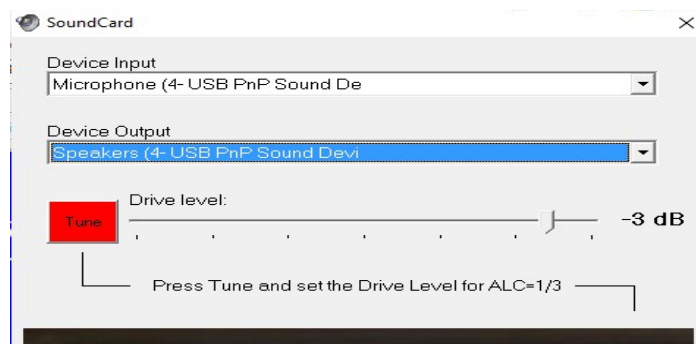 SoundCard
Device Input
Microphone (4- USB PnP Sound De
Device Output
Speakers (4- USB PnP Sound Devi
Drive level:
Tune
-3 dB
Press Tune and set the Drive Level for ALC=1/3